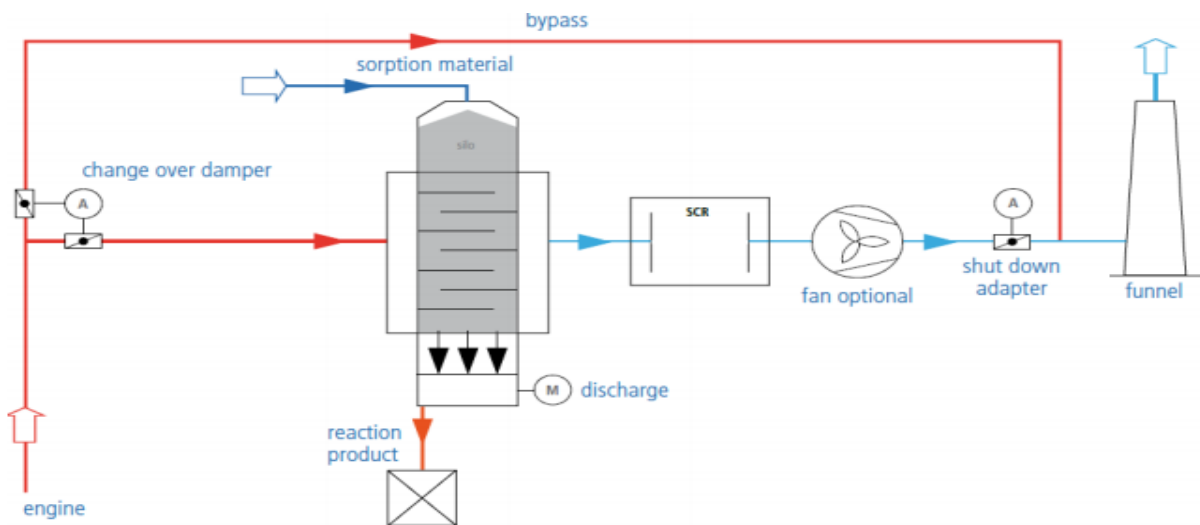 bypass
sorption material
silo
change over damper
A
SCR
A
shut down
adapter
fan optional
funnel
M
discharge
reaction
product
engine